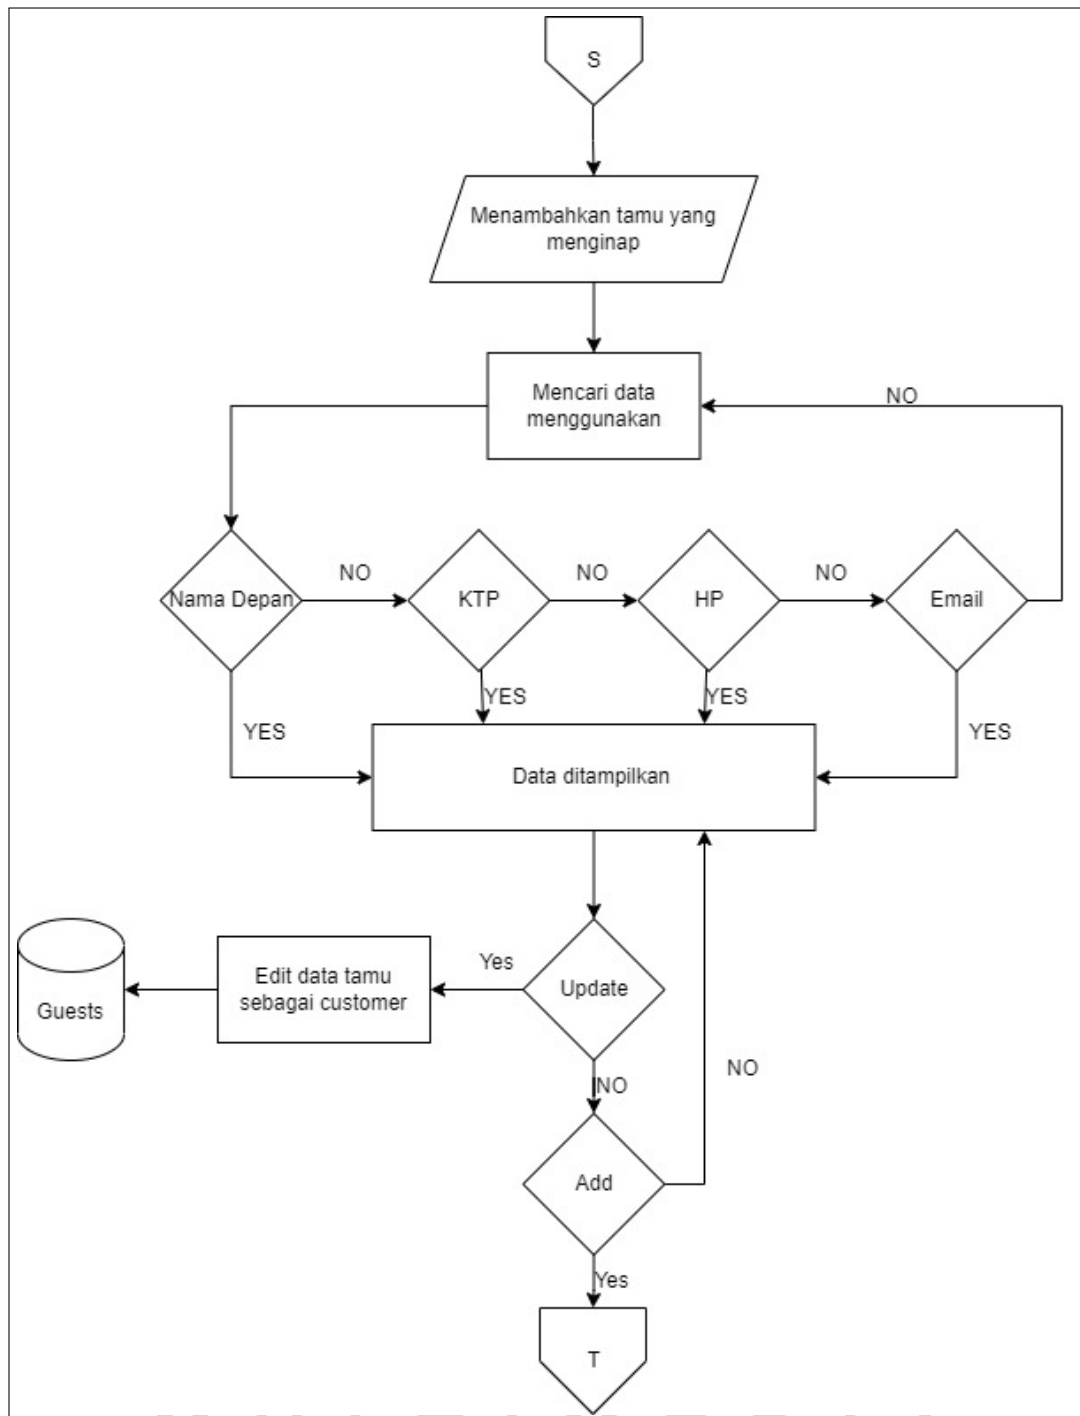 S
Menambahkan tamu yang
menginap
Mencari data
menggunakan
NO
Nama Depan
NO
KTP
NO
HP
NO
Email
YES
YES
YES
YES
Data ditampilkan
Guests
Edit data tamu
sebagai customer
Yes
Update
NO
NO
Add
Yes
T